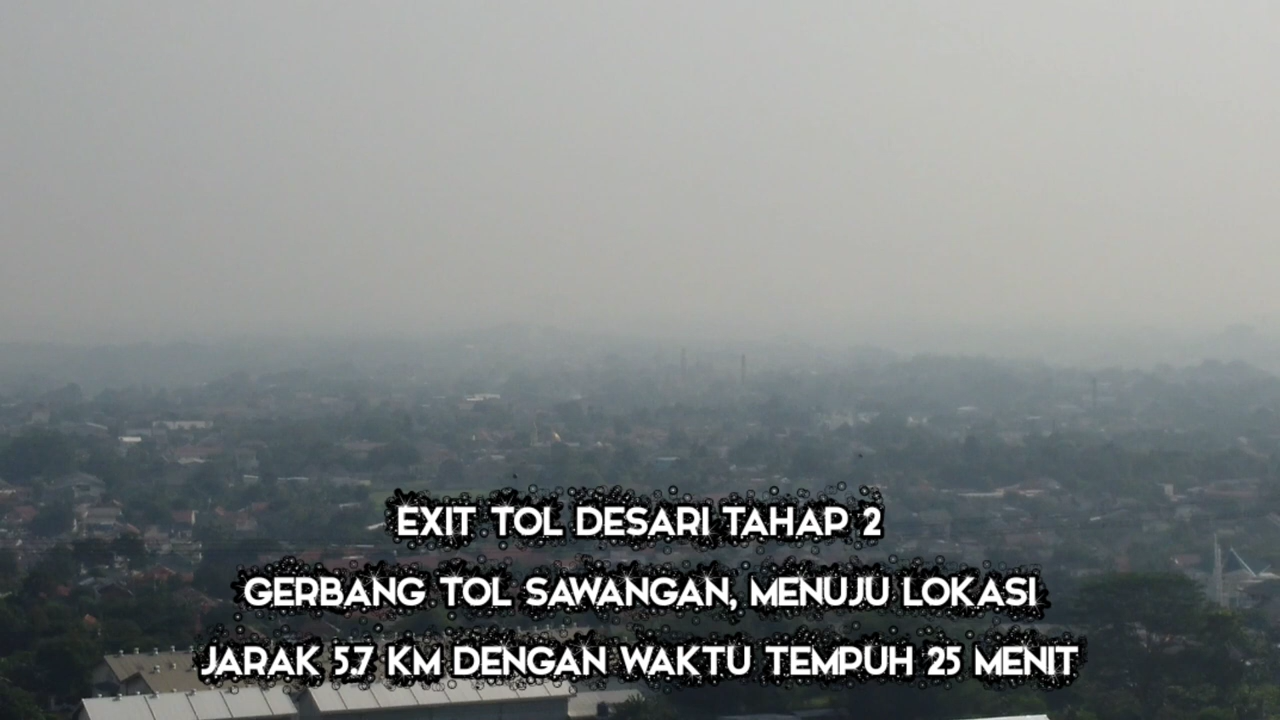 EXIT TOL DESARI TAHAP 2
GERBANG TOL SAWANGAN, MENUJU LOKASI
JARAK 5.7 KM DENGAN WAKTU TEMPUH 25 MENIT